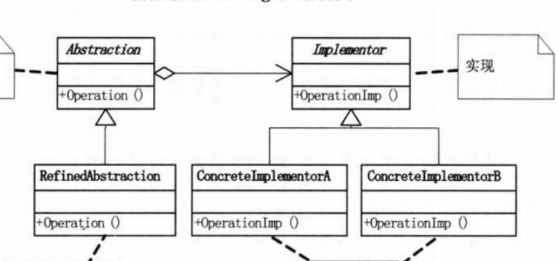 Abstraction
Implementor
+Operation ()
+OperationImp ()
实现
RefinedAbstraction
ConcreteImplementorA
ConcreteImplementorB
+Operation ()
+OperationImp ()
+OperationImp ()